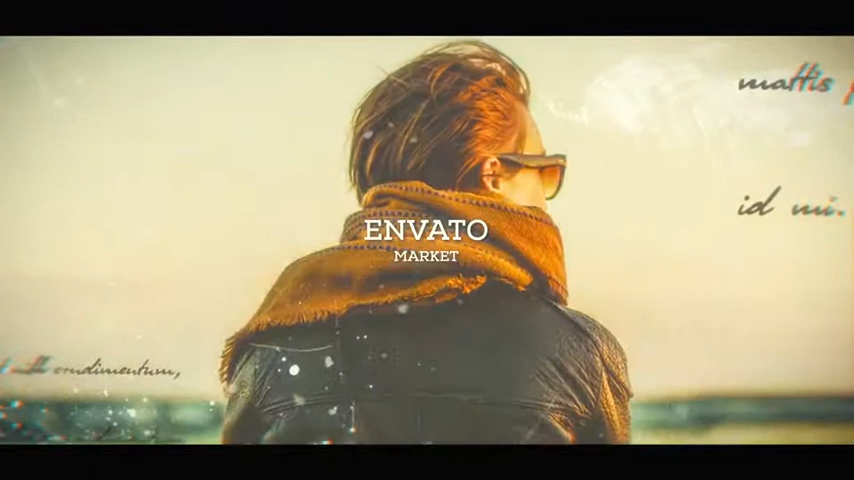 mattis
id mi.
ENVATO
MARKET
condimentum,